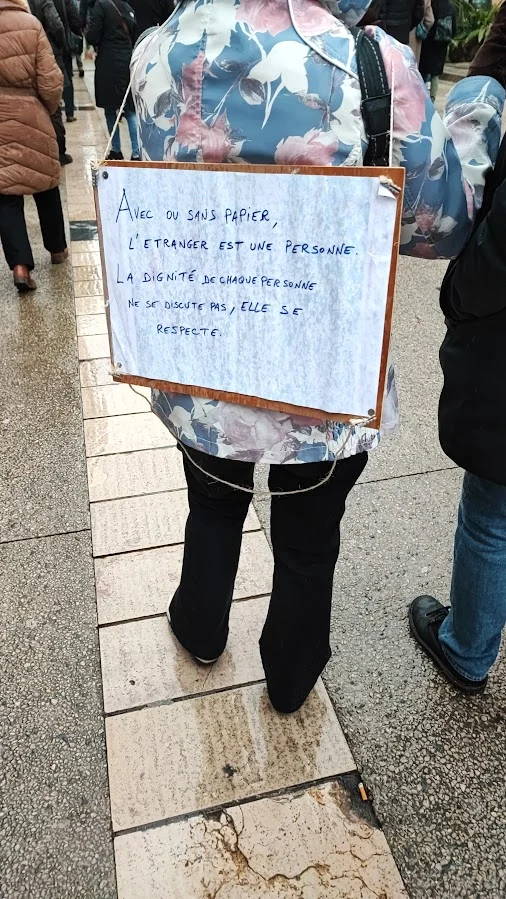 AVEC OU SANS PAPIER,
L'ETRANGER EST UNE PERSONNE.
LA DIGNITÉ DE CHAQUE PERSONNE
NE SE DISCUTE PAS, ELLE SE
RESPECTE.